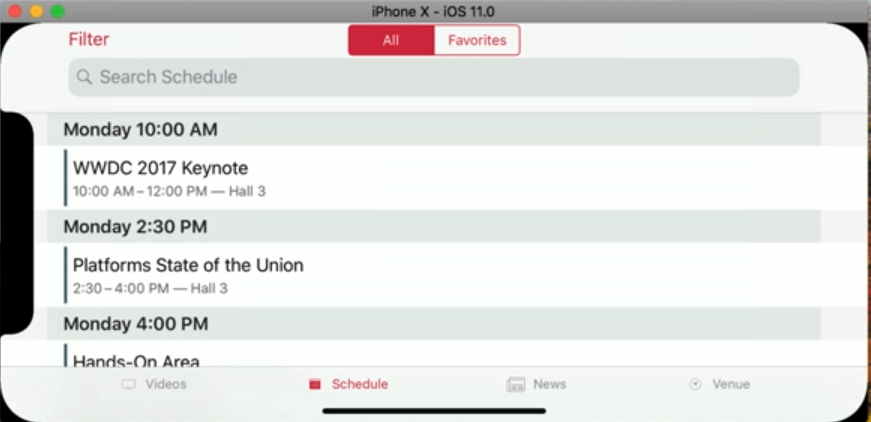 iPhone X - iOS 11.0
Filter
All
Favorites
Search Schedule
Monday 10:00 AM
WWDC 2017 Keynote
10:00 AM – 12:00 PM — Hall 3
Monday 2:30 PM
Platforms State of the Union
2:30 – 4:00 PM — Hall 3
Monday 4:00 PM
Hands-On Area
Videos
Schedule
News
Venue